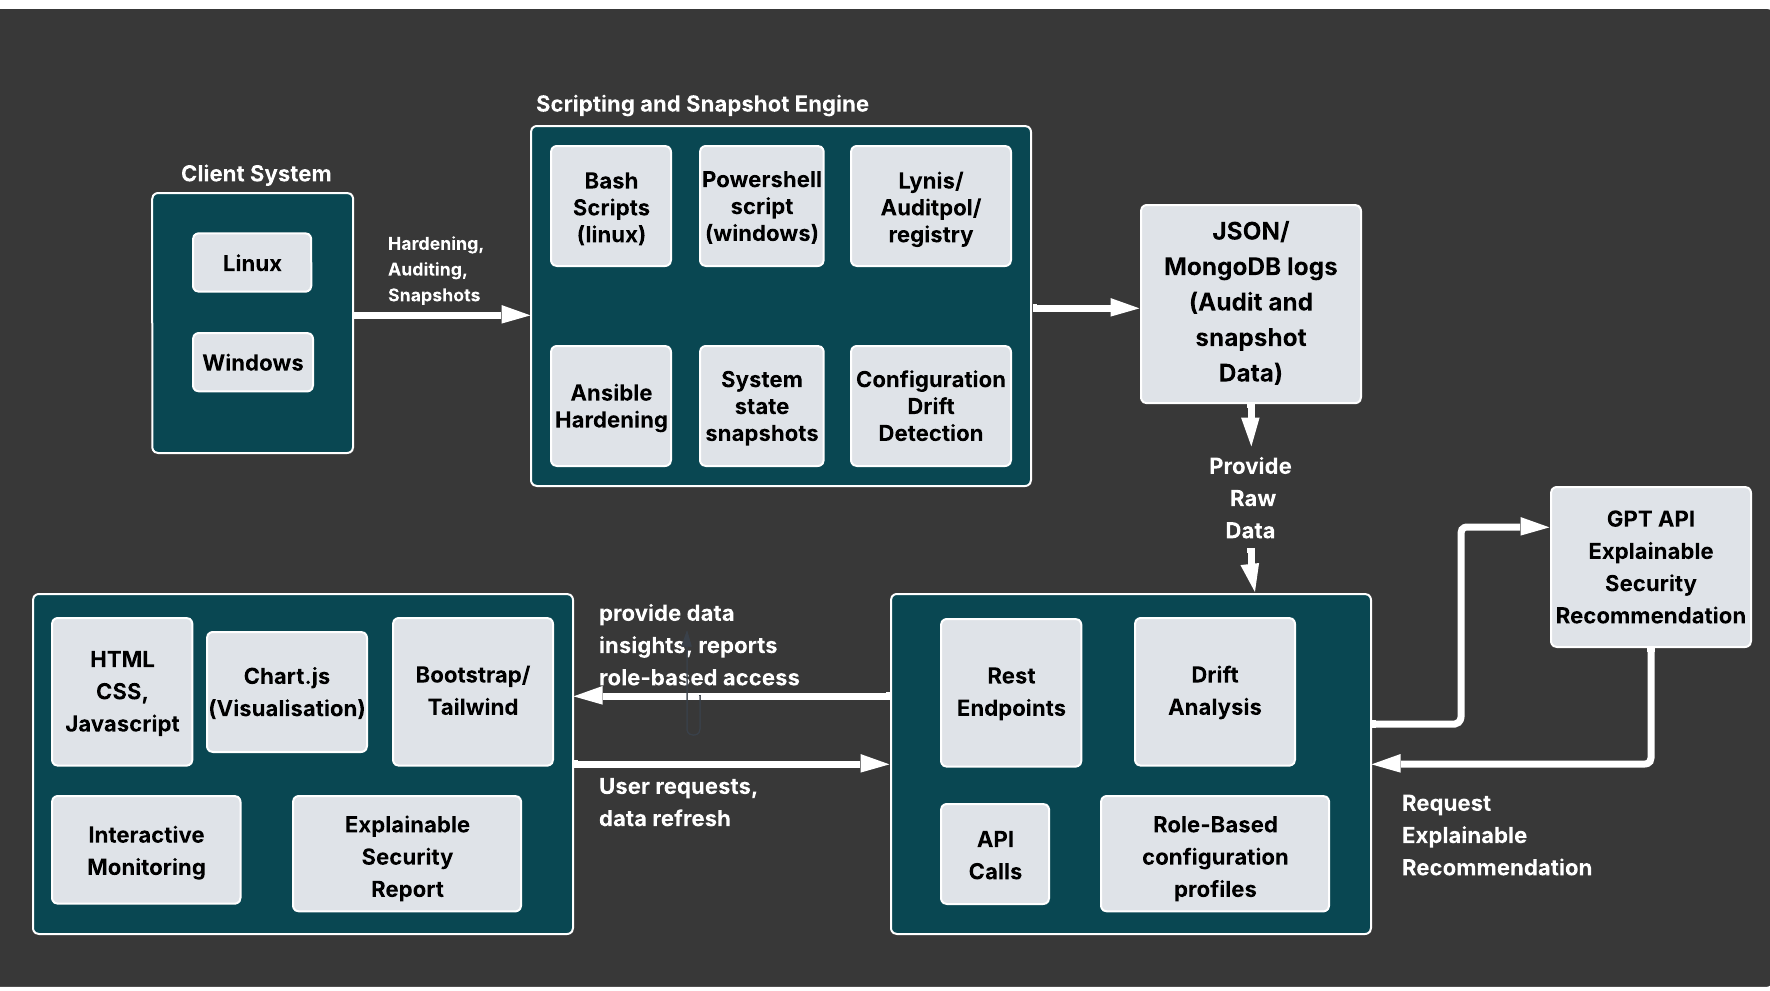 Scripting and Snapshot Engine
Client System
Linux
Windows
Hardening,
Auditing,
Snapshots
Bash
Scripts
(linux)
Powershell
script
(windows)
Lynis/
Auditpol/
registry
Ansible
Hardening
System
state
snapshots
Configuration
Drift
Detection
JSON/
MongoDB logs
(Audit and
snapshot
Data)
Provide
Raw
Data
GPT API
Explainable
Security
Recommendation
HTML
CSS,
Javascript
Chart.js
(Visualisation)
Bootstrap/
Tailwind
Interactive
Monitoring
Explainable
Security
Report
provide data
insights, reports
role-based access
User requests,
data refresh
Rest
Endpoints
Drift
Analysis
API
Calls
Role-Based
configuration
profiles
Request
Explainable
Recommendation